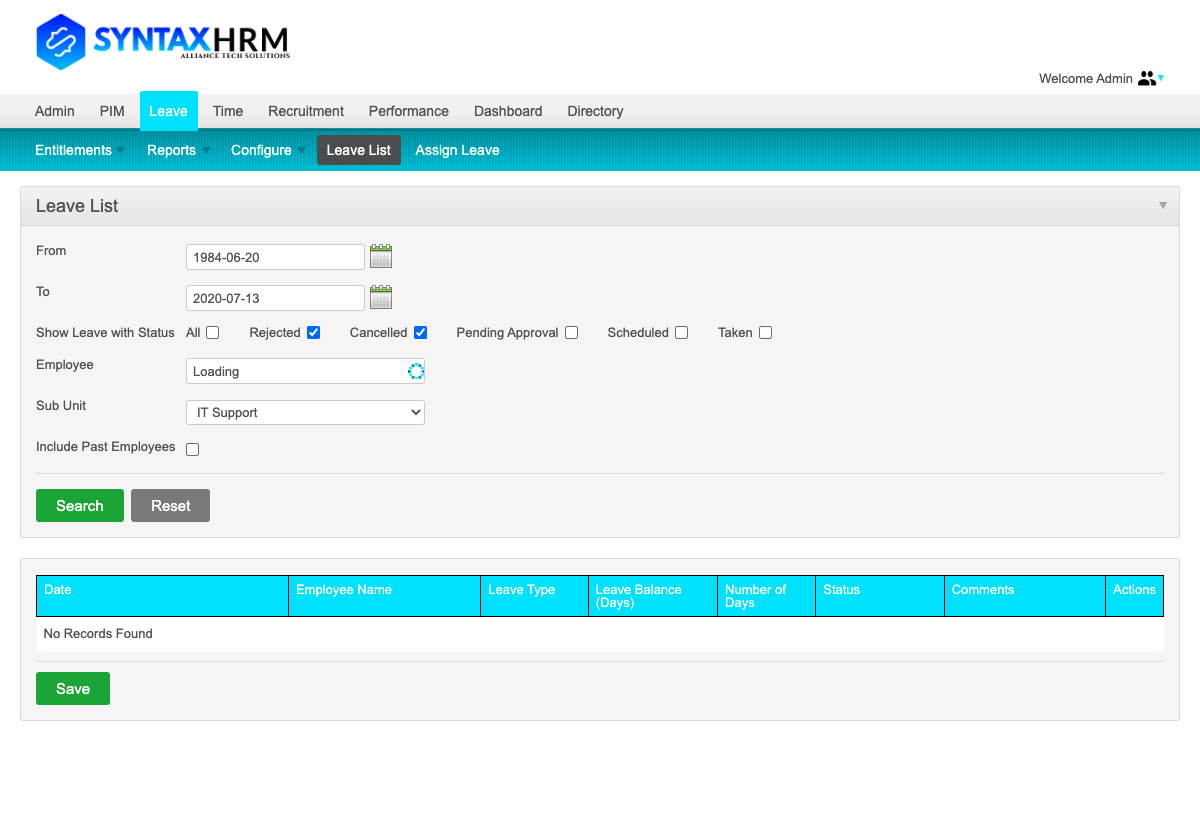 SYNTAXHRM
ALLIANCE TECH SOLUTIONS
Welcome Admin
Admin PIM Leave Time Recruitment Performance Dashboard Directory
Entitlements Reports Configure Leave List Assign Leave
Leave List
From 1984-06-20
To 2020-07-13
Show Leave with Status All Rejected Cancelled Pending Approval Scheduled Taken
Employee Loading
Sub Unit IT Support
Include Past Employees
Search Reset
Date Employee Name Leave Type Leave Balance (Days) Number of Days Status Comments Actions
No Records Found
Save